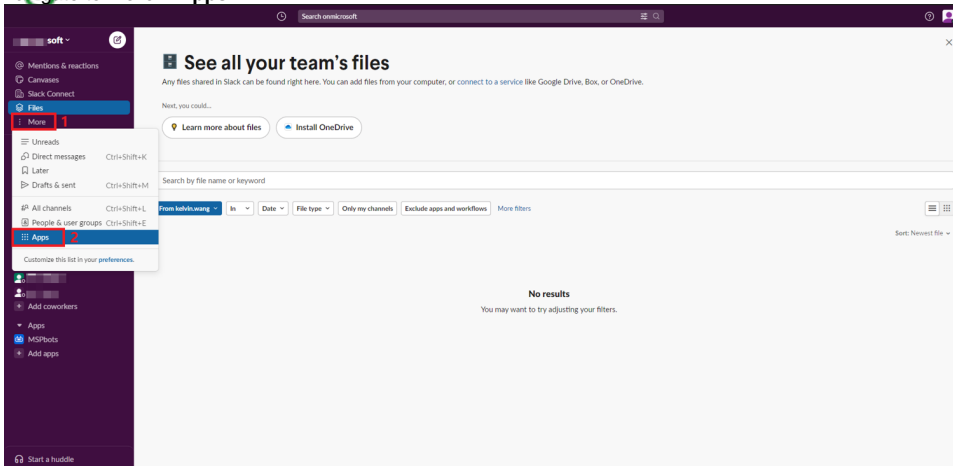 Search onmicrosoft
soft
Mentions & reactions
Canvases
Slack Connect
Files
More 1
Unreads
Direct messages Ctrl+Shift+K
Later
Drafts & sent Ctrl+Shift+M
All channels Ctrl+Shift+L
People & user groups Ctrl+Shift+E
Apps 2
Customize this list in your preferences.
Add coworkers
Apps
MSPbots
Add apps
Start a huddle
See all your team's files
Any files shared in Slack can be found right here. You can add files from your computer, or connect to a service like Google Drive, Box, or OneDrive.
Next, you could...
Learn more about files Install OneDrive
Search by file name or keyword
From kelvin.wang In Date File type Only my channels Exclude apps and workflows More filters
Sort: Newest file
No results
You may want to try adjusting your filters.